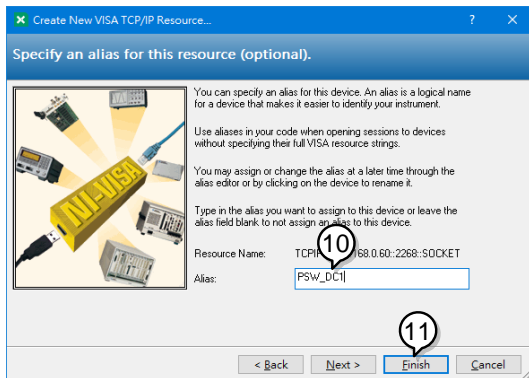 Create New VISA TCP/IP Resource...
? X
Specify an alias for this resource (optional).
NI-VISA
You can specify an alias for this device. An alias is a logical name
for a device that makes it easier to identify your instrument.
Use aliases in your code when opening sessions to devices
without specifying their full VISA resource strings.
You may assign or change the alias at a later time through the
alias editor or by clicking on the device to rename it.
Type in the alias you want to assign to this device or leave the
alias field blank to not assign an alias to this device.
10
Resource Name: TCPIP 168.0.60::2268::SOCKET
Alias: PSW_DC1
11
< Back Next > Finish Cancel